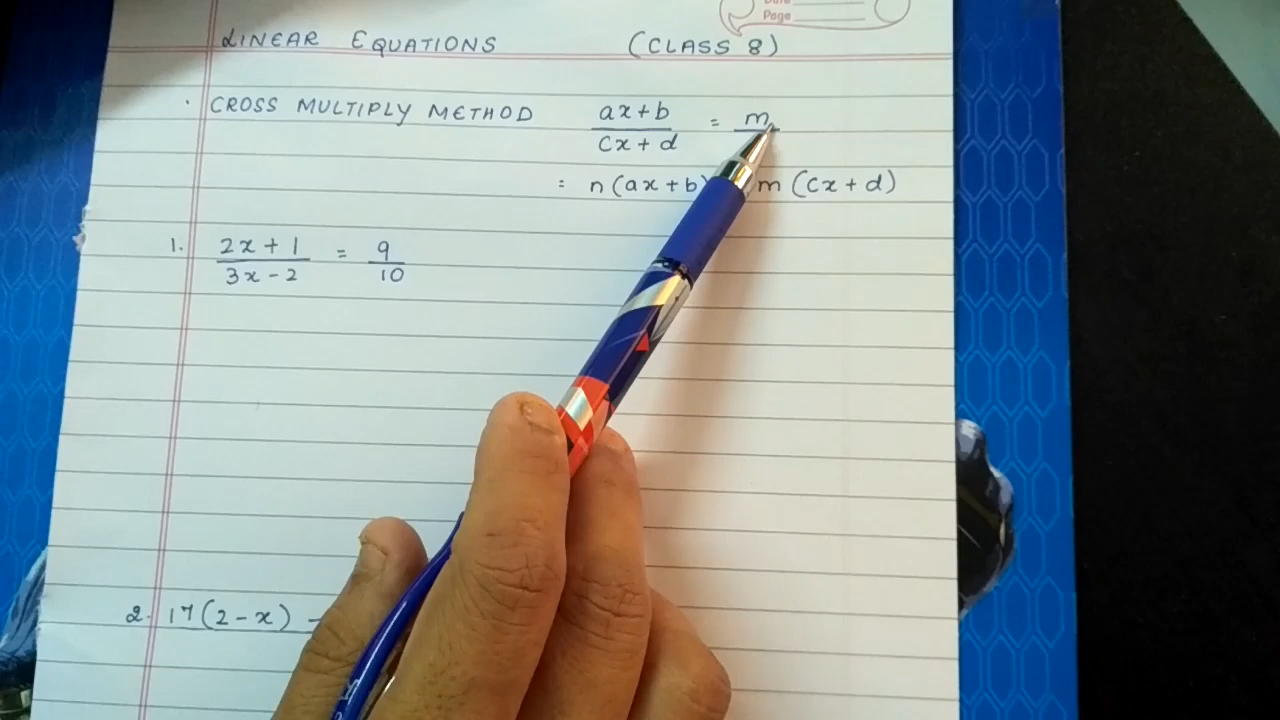 Page
LINEAR EQUATIONS (CLASS 8)
. CROSS MULTIPLY METHOD ax+b = m
cx+d
= n(ax+b) m(cx+d)
1. 2x+1 = 9
3x-2 10
2. 17(2-x) -